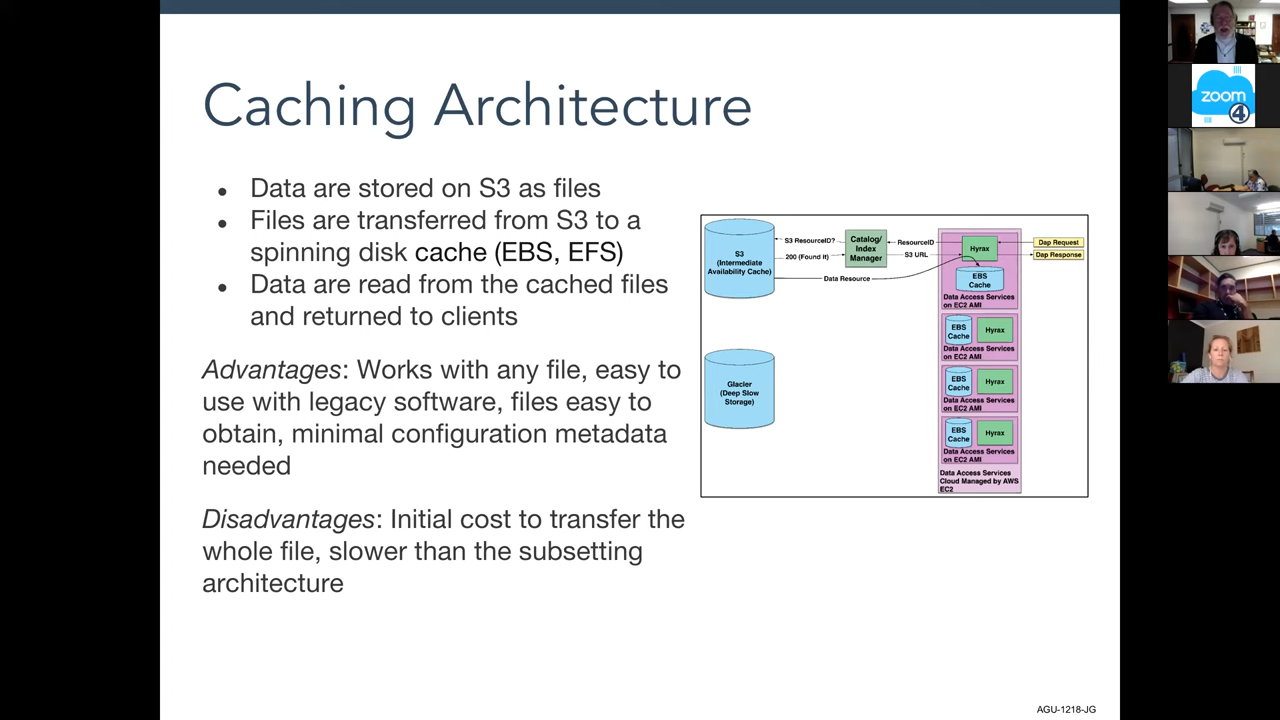 Caching Architecture
● Data are stored on S3 as files
● Files are transferred from S3 to a
spinning disk cache (EBS, EFS)
● Data are read from the cached files
and returned to clients
Advantages: Works with any file, easy to
use with legacy software, files easy to
obtain, minimal configuration metadata
needed
Disadvantages: Initial cost to transfer the
whole file, slower than the subsetting
architecture
S3
(Intermediate
Availability Cache)
S3 ResourceID?
200 (Found It)
Data Resource
Catalog/
Index
Manager
ResourceID
S3 URL
Hyrax
Dap Request
Dap Response
EBS
Cache
Data Access Services
on EC2 AMI
EBS
Cache
Hyrax
Data Access Services
on EC2 AMI
Glacier
(Deep Slow
Storage)
EBS
Cache
Hyrax
Data Access Services
on EC2 AMI
EBS
Cache
Hyrax
Data Access Services
on EC2 AMI
Data Access Services
Cloud Managed by AWS
EC2
AGU-1218-JG
zoom
4